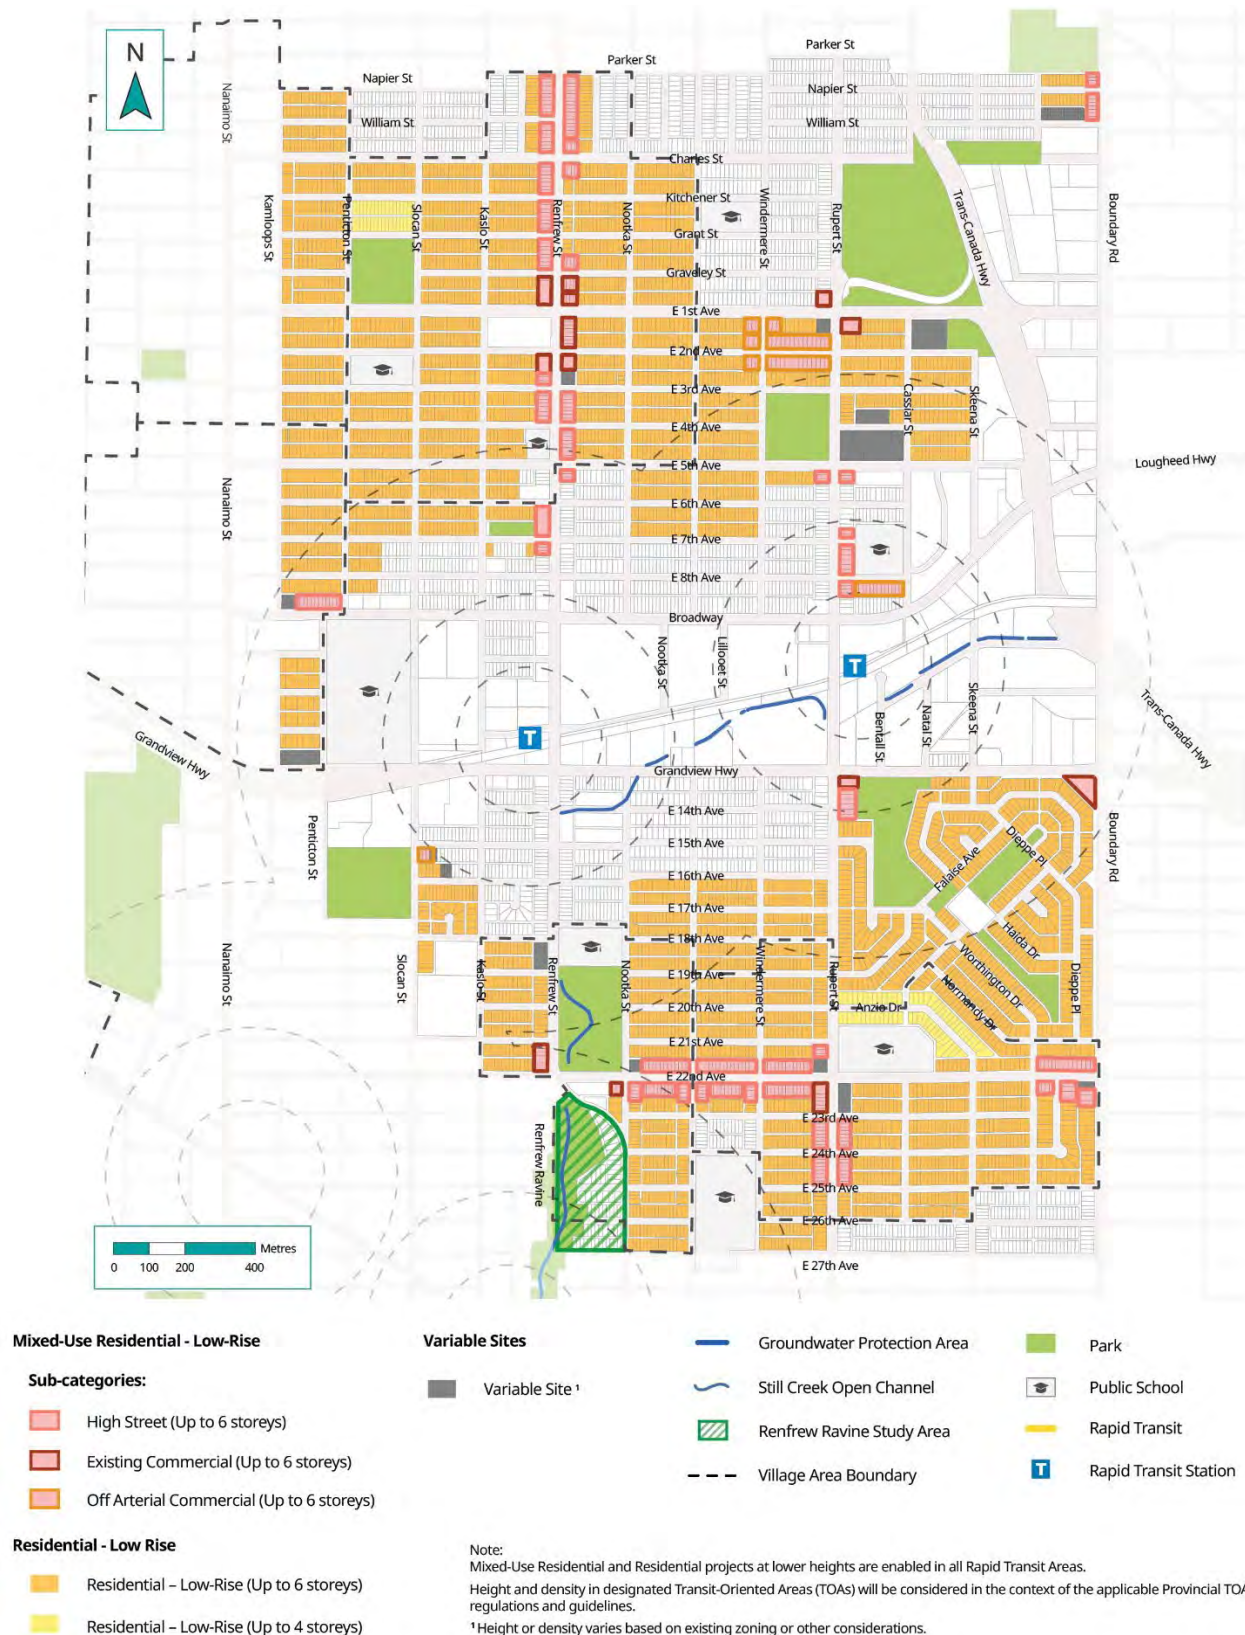 N
Parker St
Parker St
Napier St
Napier St
William St
William St
Nanaimo St
Charles St
Kitchener St
Grant St
Graveley St
E 1st Ave
E 2nd Ave
E 3rd Ave
E 4th Ave
E 5th Ave
E 6th Ave
E 7th Ave
E 8th Ave
Broadway
Kamloops St
Penticton St
Slocan St
Kaslo St
Renfrew St
Nootka St
Windermere St
Rupert St
Trans-Canada Hwy
Boundary Rd
Cassiar St
Skeena St
Lougheed Hwy
Nanaimo St
Nootka St
Lillooet St
T
T
Bentall St
Natal St
Skeena St
Trans-Canada Hwy
Grandview Hwy
Grandview Hwy
E 14th Ave
E 15th Ave
E 16th Ave
E 17th Ave
E 18th Ave
E 19th Ave
E 20th Ave
E 21st Ave
E 22nd Ave
E 23rd Ave
E 24th Ave
E 25th Ave
E 26th Ave
E 27th Ave
Penticton St
Boundary Rd
Dieppe Pl
Falaise Ave
Haida Dr
Worthington Dr
Normandy Dr
Dieppe Pl
Anzio Dr
Nanaimo St
Slocan St
Kaslo St
Renfrew St
Nootka St
Windermere St
Rupert St
Renfrew Ravine
Metres
0 100 200 400
Mixed-Use Residential - Low-Rise
Sub-categories:
High Street (Up to 6 storeys)
Existing Commercial (Up to 6 storeys)
Off Arterial Commercial (Up to 6 storeys)
Residential - Low Rise
Residential – Low-Rise (Up to 6 storeys)
Residential – Low-Rise (Up to 4 storeys)
Variable Sites
Variable Site ¹
Groundwater Protection Area
Still Creek Open Channel
Renfrew Ravine Study Area
Village Area Boundary
Park
Public School
Rapid Transit
T Rapid Transit Station
Note:
Mixed-Use Residential and Residential projects at lower heights are enabled in all Rapid Transit Areas.
Height and density in designated Transit-Oriented Areas (TOAs) will be considered in the context of the applicable Provincial TOA
regulations and guidelines.
¹ Height or density varies based on existing zoning or other considerations.